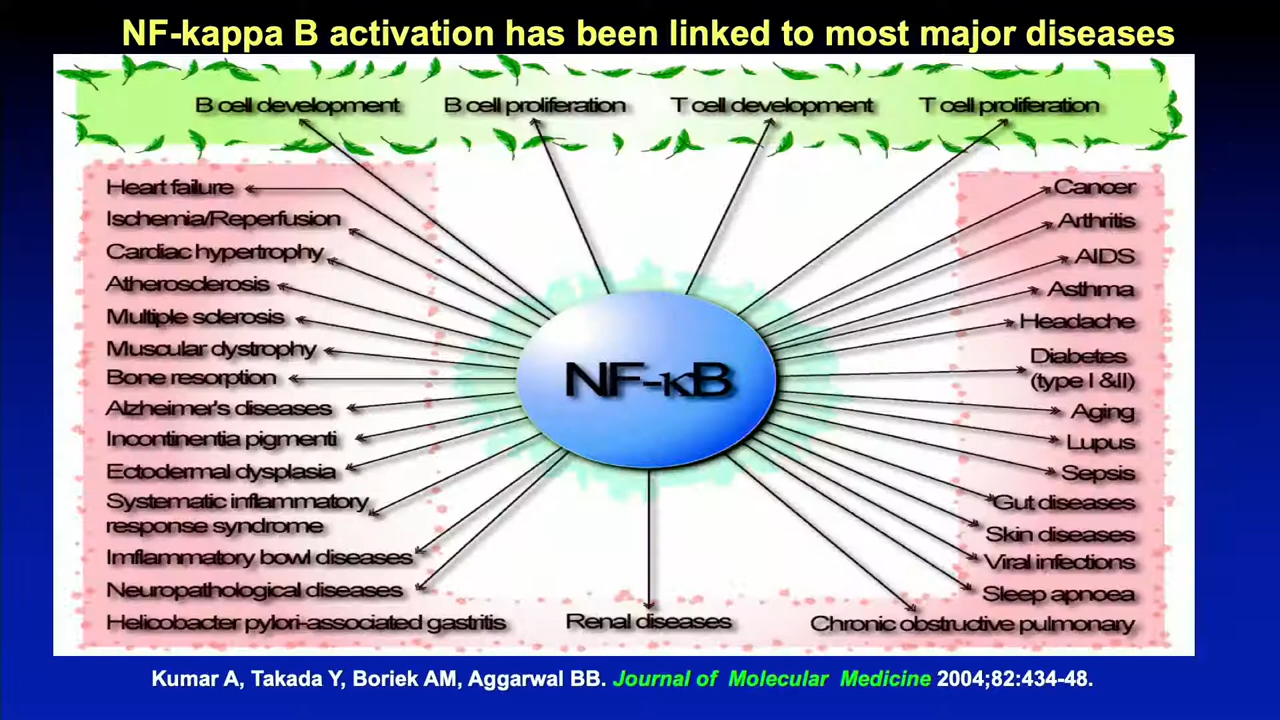 NF-kappa B activation has been linked to most major diseases
B cell development
B cell proliferation
T cell development
T cell proliferation
Heart failure
Ischemia/Reperfusion
Cardiac hypertrophy
Atherosclerosis
Multiple sclerosis
Muscular dystrophy
Bone resorption
Alzheimer's diseases
Incontinentia pigmenti
Ectodermal dysplasia
Systematic inflammatory
response syndrome
Imflammatory bowl diseases
Neuropathological diseases
Helicobacter pylori-associated gastritis
NF-κB
Renal diseases
Cancer
Arthritis
AIDS
Asthma
Headache
Diabetes
(type I &II)
Aging
Lupus
Sepsis
Gut diseases
Skin diseases
Viral infections
Sleep apnoea
Chronic obstructive pulmonary
Kumar A, Takada Y, Boriek AM, Aggarwal BB. Journal of Molecular Medicine 2004;82:434-48.